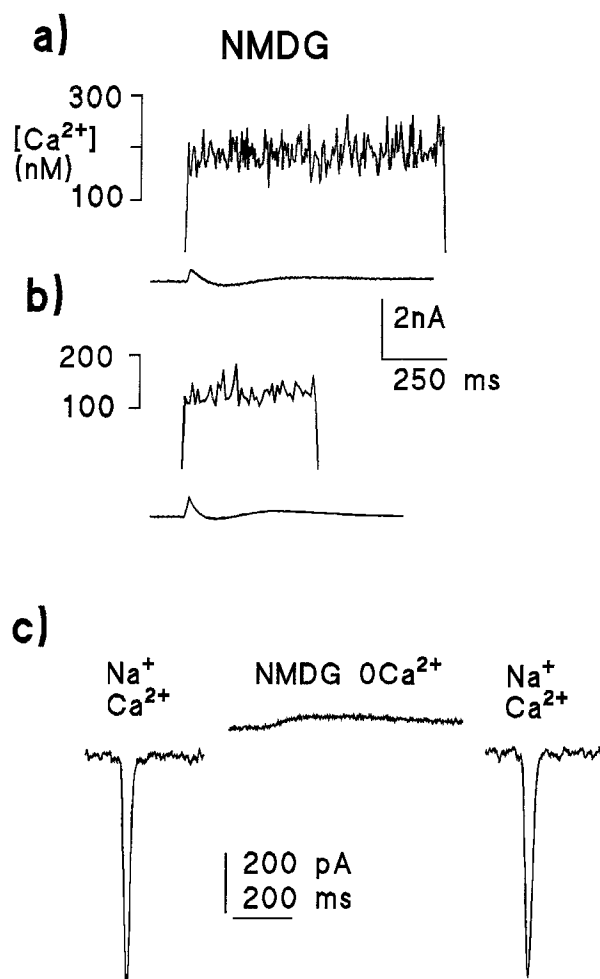 a)
NMDG
300
[Ca²⁺]
(nM)
100
b)
2nA
250 ms
200
100
c)
Na⁺
Ca²⁺
NMDG 0Ca²⁺
Na⁺
Ca²⁺
200 pA
200 ms